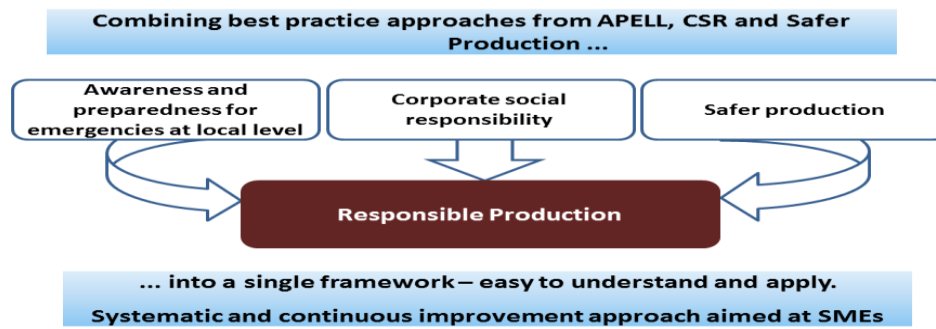 Combining best practice approaches from APELL, CSR and Safer
Production ...
Awareness and
preparedness for
emergencies at local level
Corporate social
responsibility
Safer production
Responsible Production
... into a single framework – easy to understand and apply.
Systematic and continuous improvement approach aimed at SMEs